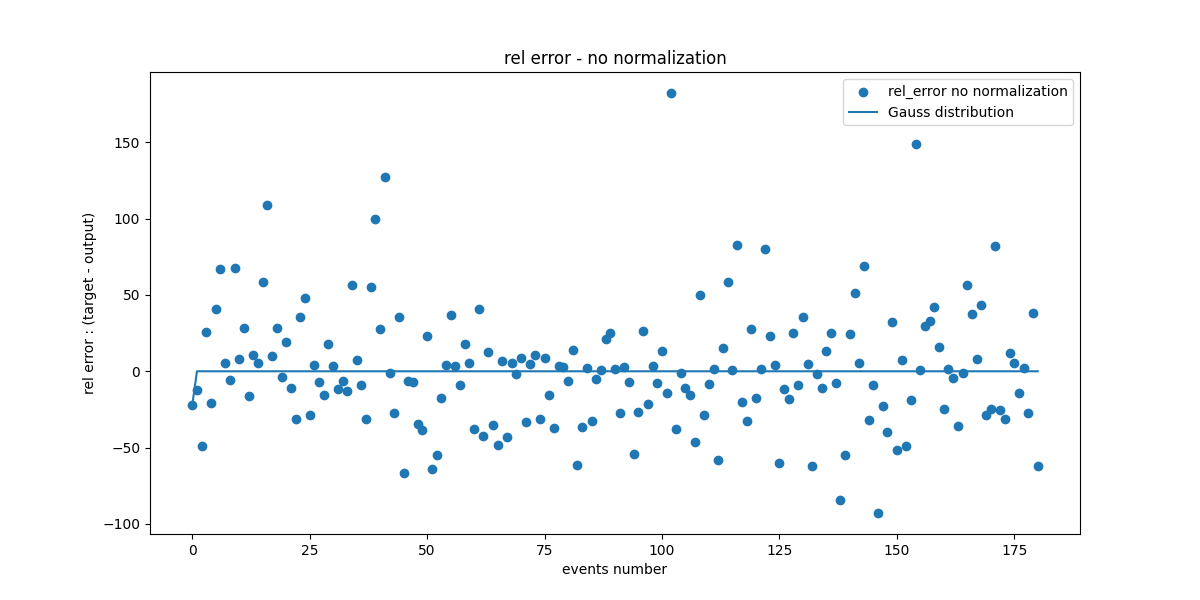 rel error - no normalization
rel_error no normalization
Gauss distribution
rel error : (target - output)
150
100
50
0
−50
−100
0 25 50 75 100 125 150 175
events number